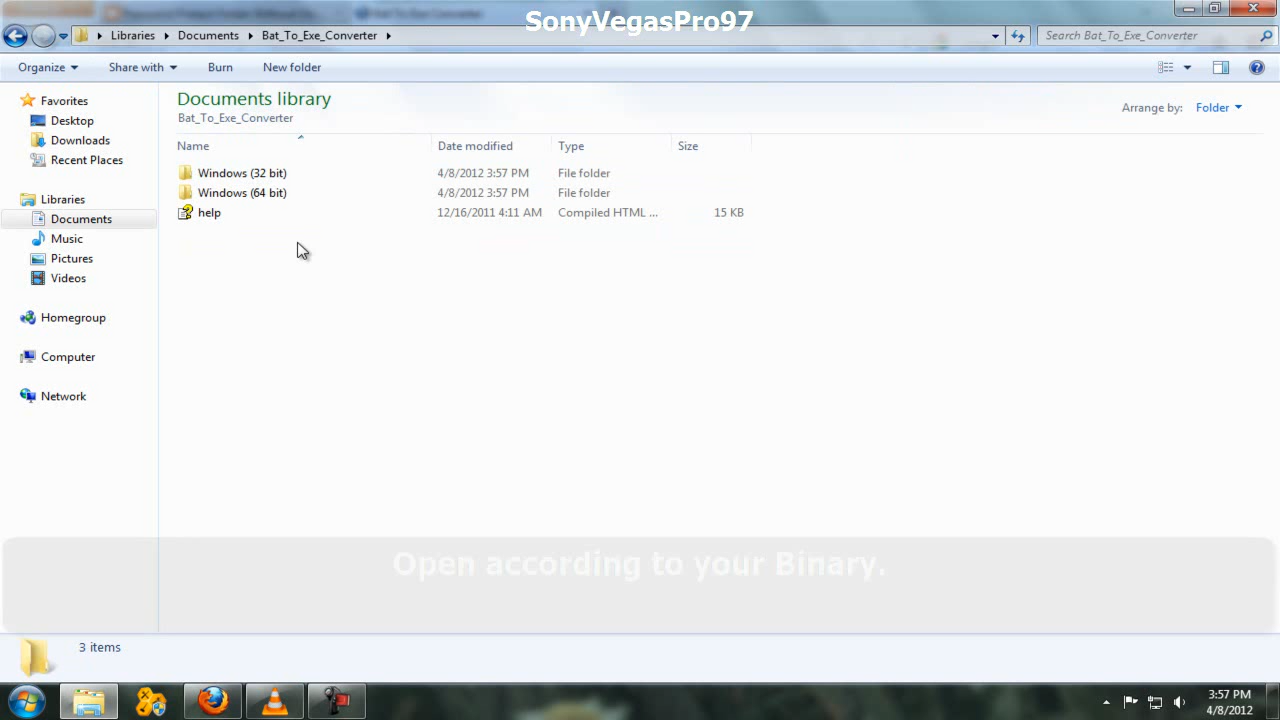 SonyVegasPro97
Libraries Documents Bat_To_Exe_Converter
Search Bat_To_Exe_Converter
Organize Share with Burn New folder
Favorites
Desktop
Downloads
Recent Places
Libraries
Documents
Music
Pictures
Videos
Homegroup
Computer
Network
Documents library
Bat_To_Exe_Converter
Arrange by: Folder
Name Date modified Type Size
Windows (32 bit) 4/8/2012 3:57 PM File folder
Windows (64 bit) 4/8/2012 3:57 PM File folder
help 12/16/2011 4:11 AM Compiled HTML ... 15 KB
Open according to your Binary.
3 items
3:57 PM
4/8/2012